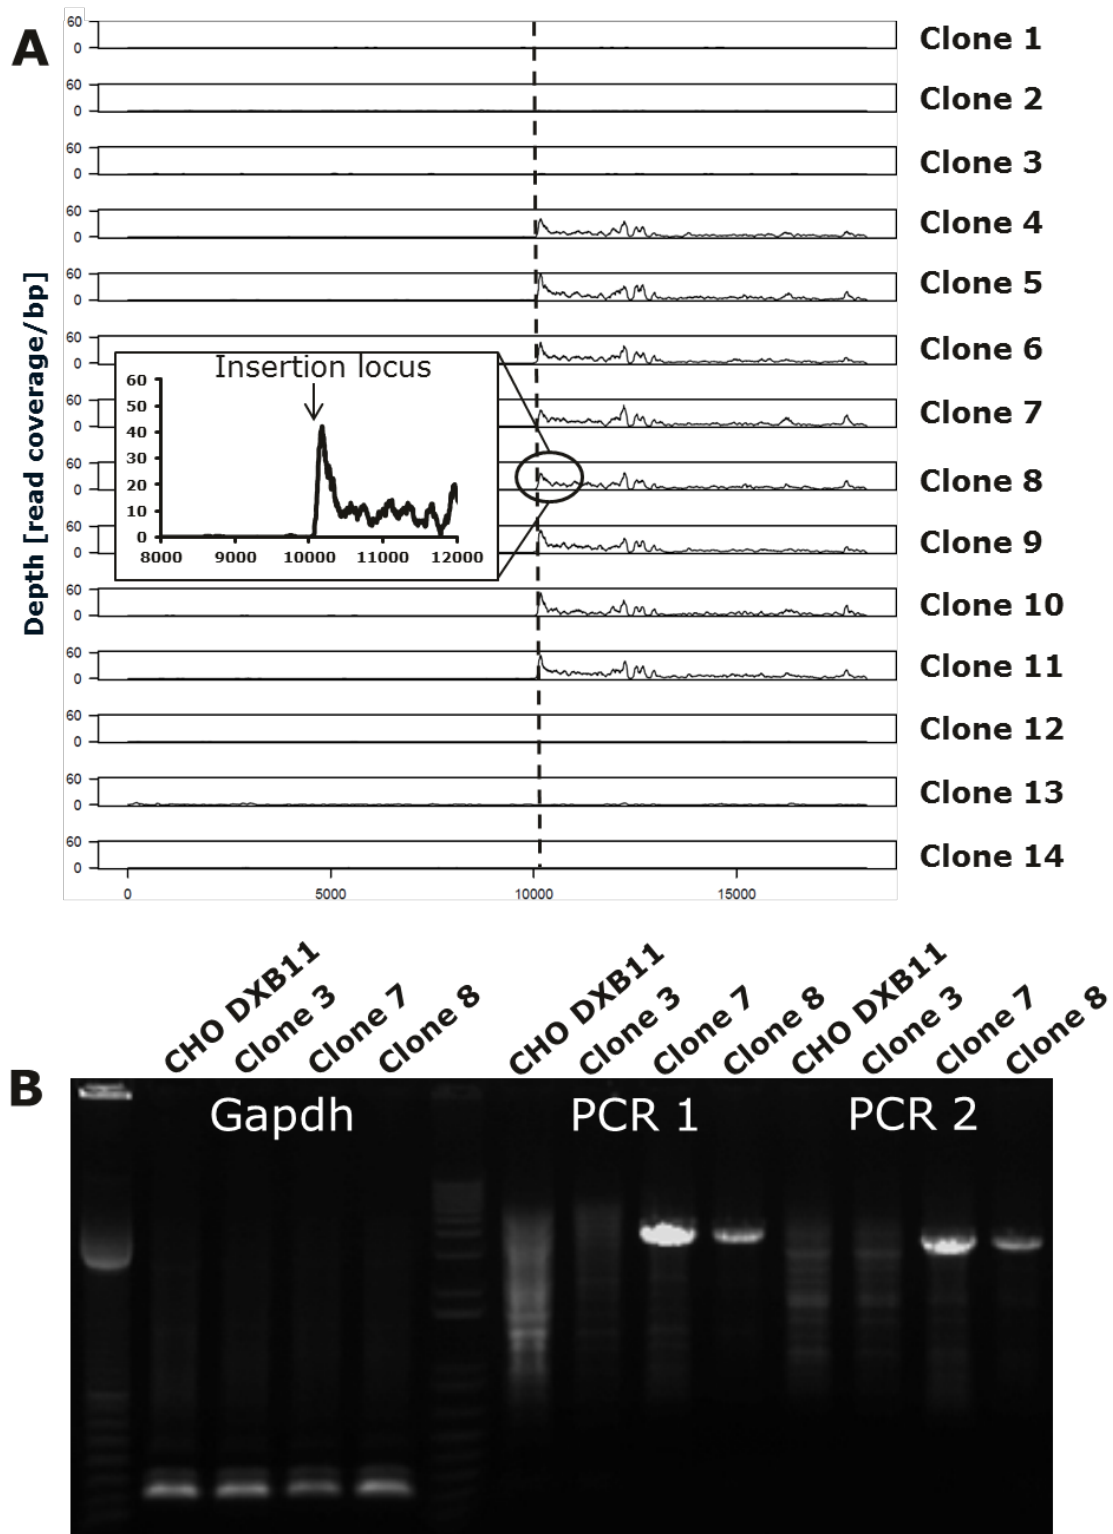 A
60
0
Clone 1
60
0
Clone 2
60
0
Clone 3
60
0
Clone 4
60
0
Clone 5
60
0
Clone 6
60
0
Clone 7
60
0
Clone 8
60
0
Clone 9
60
0
Clone 10
60
0
Clone 11
60
0
Clone 12
60
0
Clone 13
60
0
Clone 14
Depth [read coverage/bp]
Insertion locus
60
50
40
30
20
10
0
8000 9000 10000 11000 12000
0 5000 10000 15000
B
CHO DXB11
Clone 3
Clone 7
Clone 8
CHO DXB11
Clone 3
Clone 7
Clone 8
CHO DXB11
Clone 3
Clone 7
Clone 8
Gapdh PCR 1 PCR 2